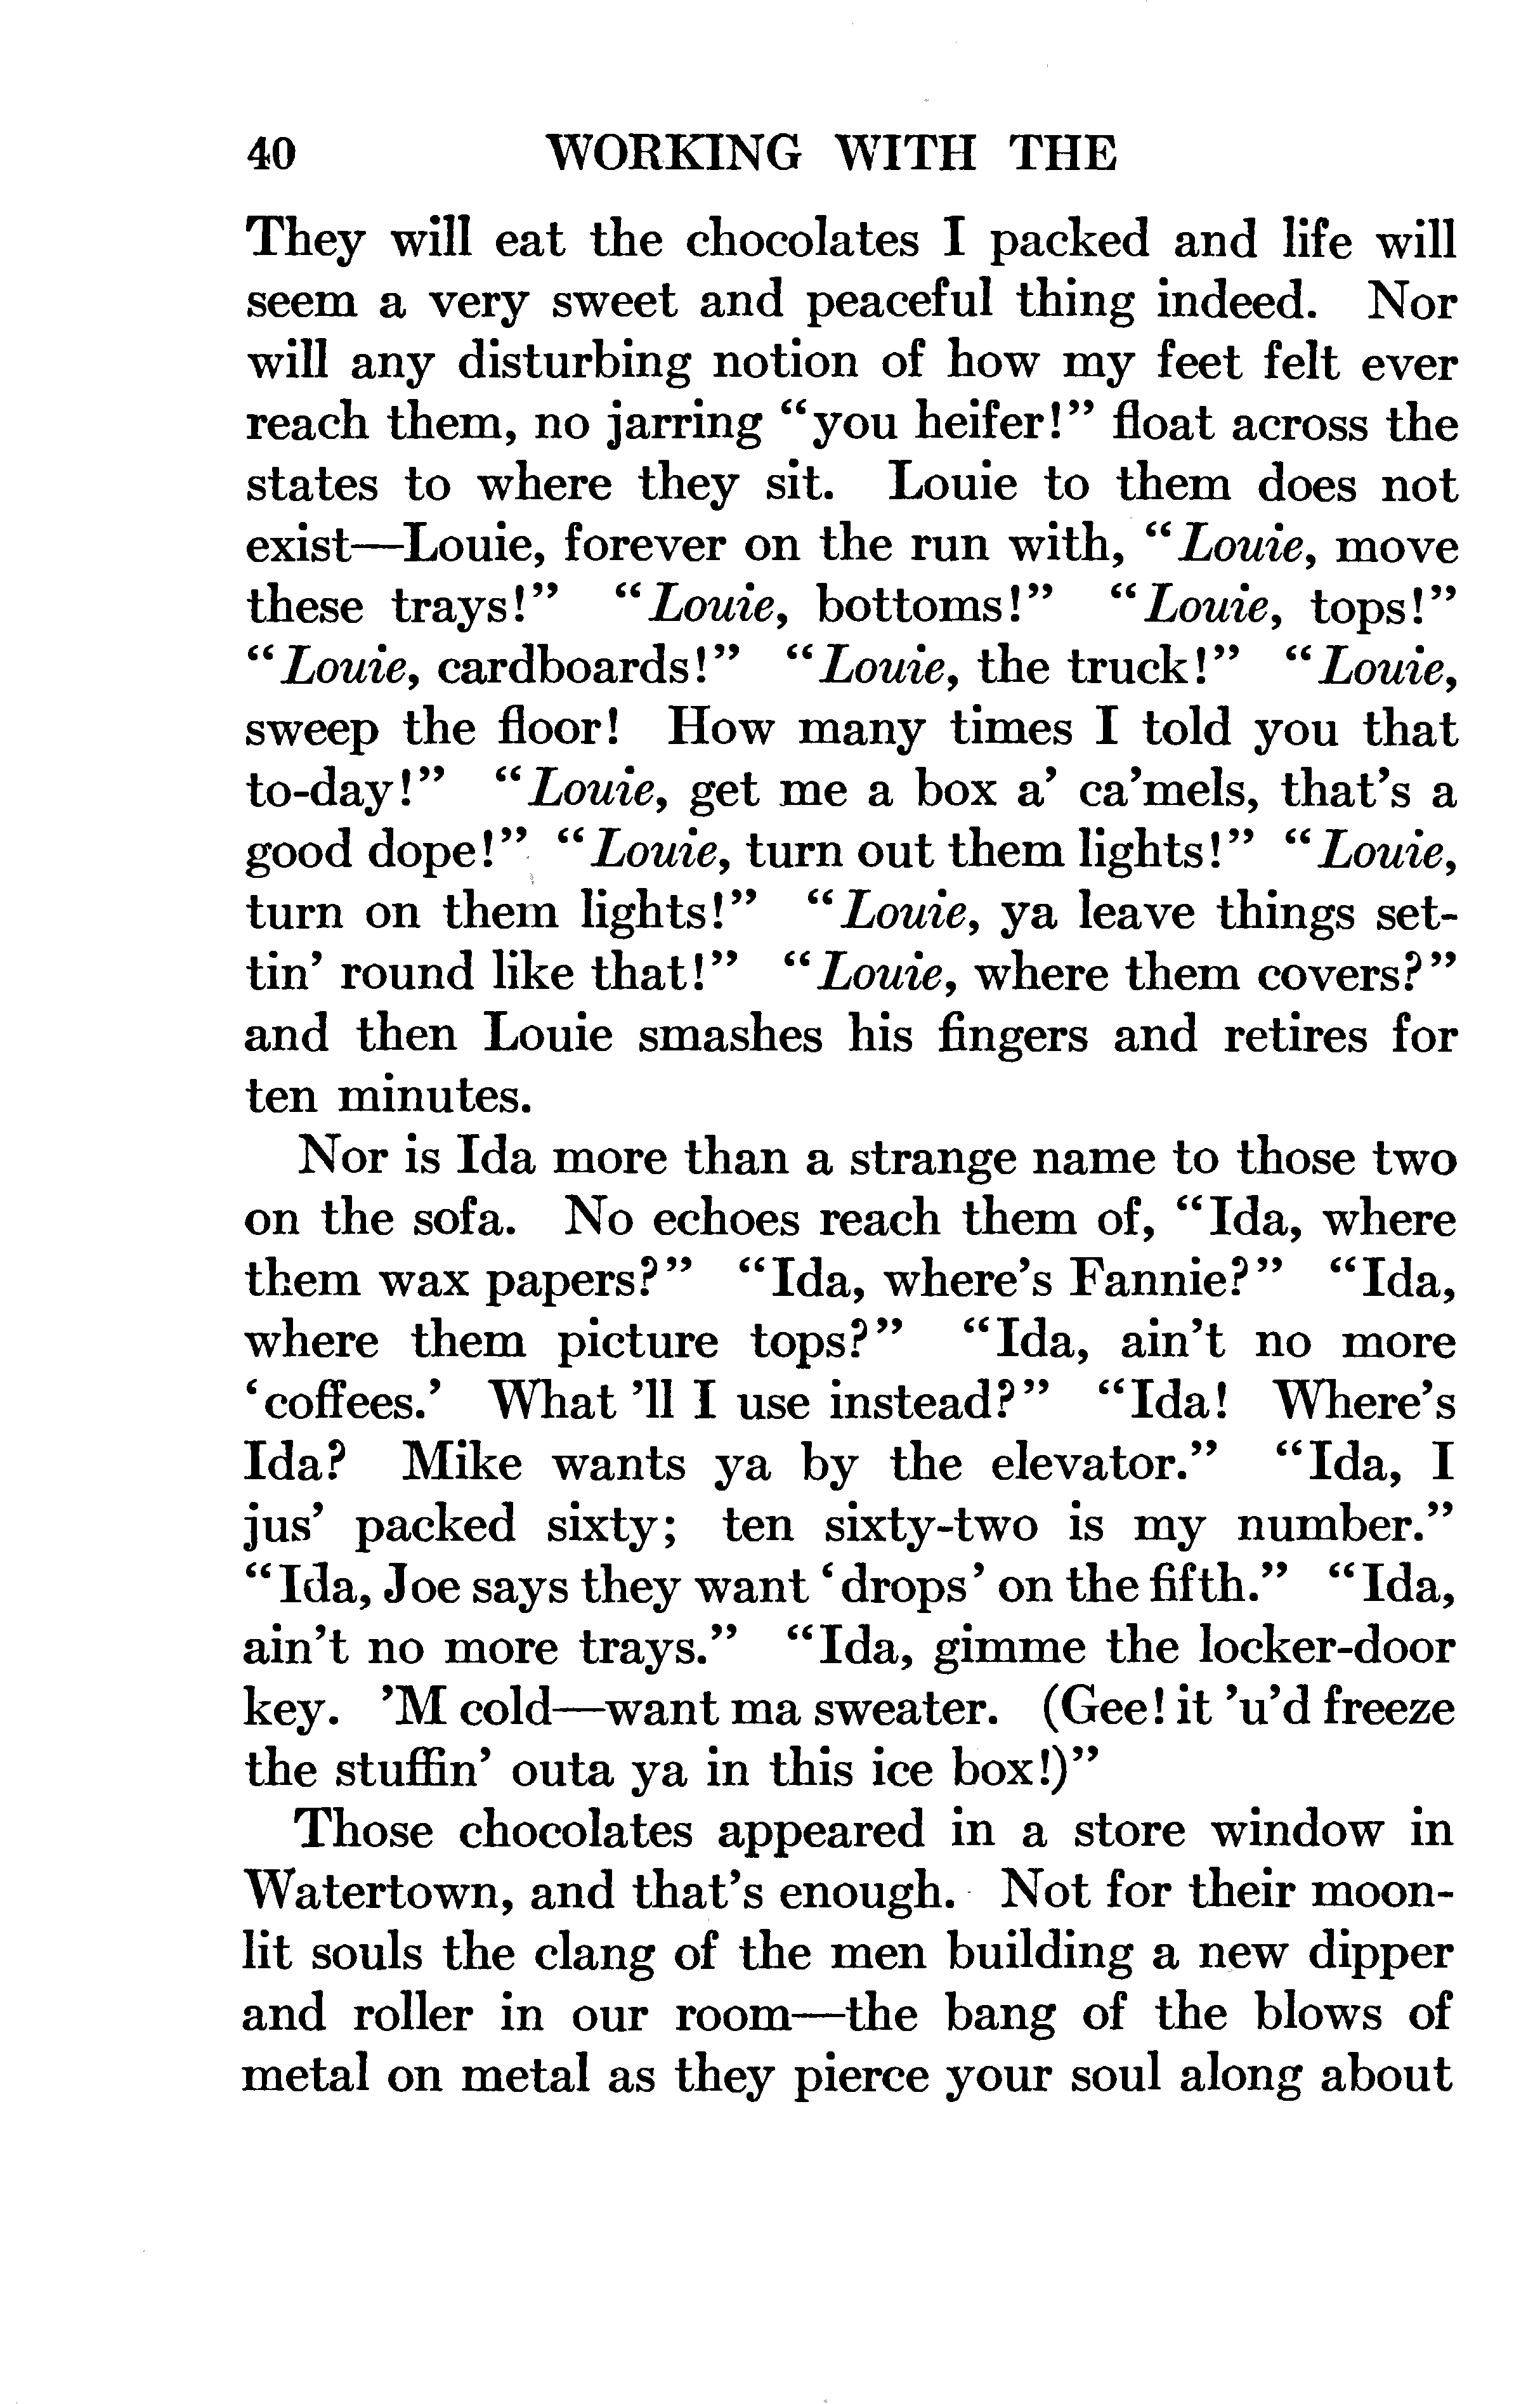 40 WORKING WITH THE
They will eat the chocolates I packed and life will
seem a very sweet and peaceful thing indeed. Nor
will any disturbing notion of how my feet felt ever
reach them, no jarring “you heifer!” float across the
states to where they sit. Louie to them does not
exist—Louie, forever on the run with, “Louie, move
these trays!” “Louie, bottoms!” “Louie, tops!”
“Louie, cardboards!” “Louie, the truck!” “Louie,
sweep the floor! How many times I told you that
to-day!” “Louie, get me a box a’ ca’mels, that’s a
good dope!” “Louie, turn out them lights!” “Louie,
turn on them lights!” “Louie, ya leave things set-
tin’ round like that!” “Louie, where them covers?”
and then Louie smashes his fingers and retires for
ten minutes.
Nor is Ida more than a strange name to those two
on the sofa. No echoes reach them of, “Ida, where
them wax papers?” “Ida, where’s Fannie?” “Ida,
where them picture tops?” “Ida, ain’t no more
‘coffees.’ What ’ll I use instead?” “Ida! Where’s
Ida? Mike wants ya by the elevator.” “Ida, I
jus’ packed sixty; ten sixty-two is my number.”
“Ida, Joe says they want ‘drops’ on the fifth.” “Ida,
ain’t no more trays.” “Ida, gimme the locker-door
key. ’M cold—want ma sweater. (Gee! it ’u’d freeze
the stuffin’ outa ya in this ice box!)”
Those chocolates appeared in a store window in
Watertown, and that’s enough. Not for their moon-
lit souls the clang of the men building a new dipper
and roller in our room—the bang of the blows of
metal on metal as they pierce your soul along about